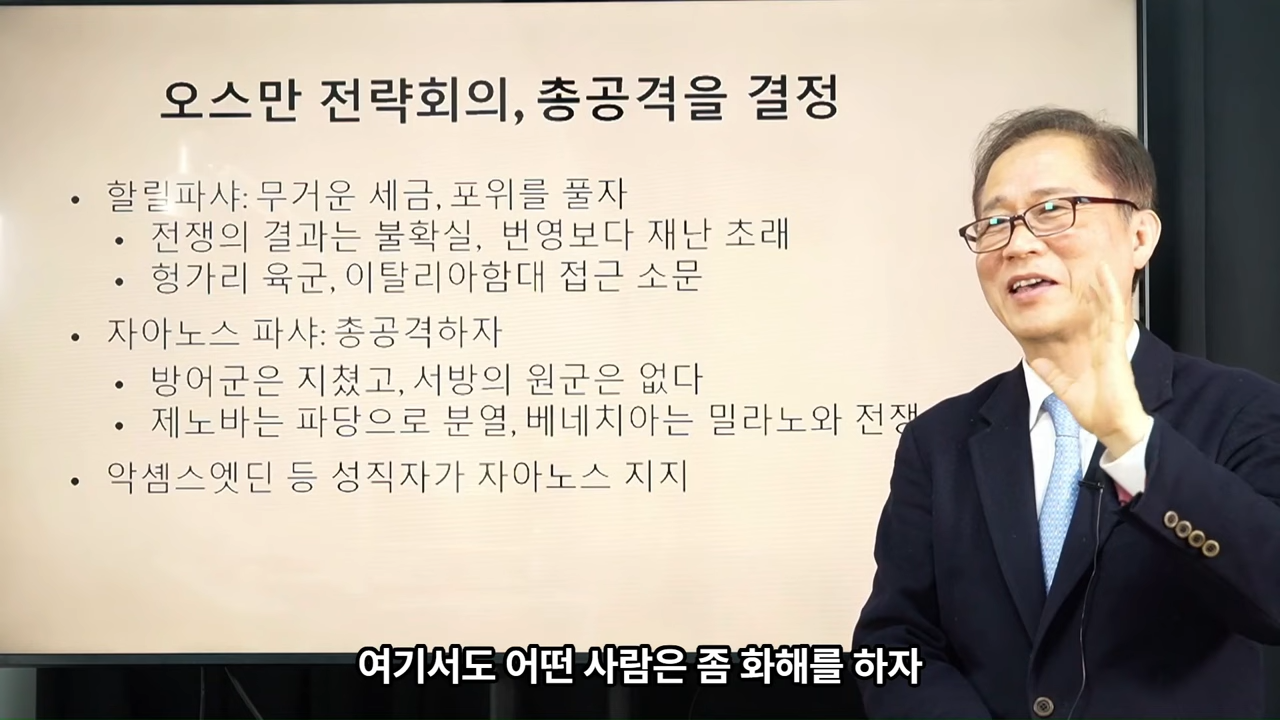 오스만 전략회의, 총공격을 결정
• 할릴파샤: 무거운 세금, 포위를 풀자
• 전쟁의 결과는 불확실, 번영보다 재난 초래
• 헝가리 육군, 이탈리아함대 접근 소문
• 자아노스 파샤: 총공격하자
• 방어군은 지쳤고, 서방의 원군은 없다
• 제노바는 파당으로 분열, 베네치아는 밀라노와 전쟁
• 악셈스엣딘 등 성직자가 자아노스 지지
여기서도 어떤 사람은 좀 화해를 하자